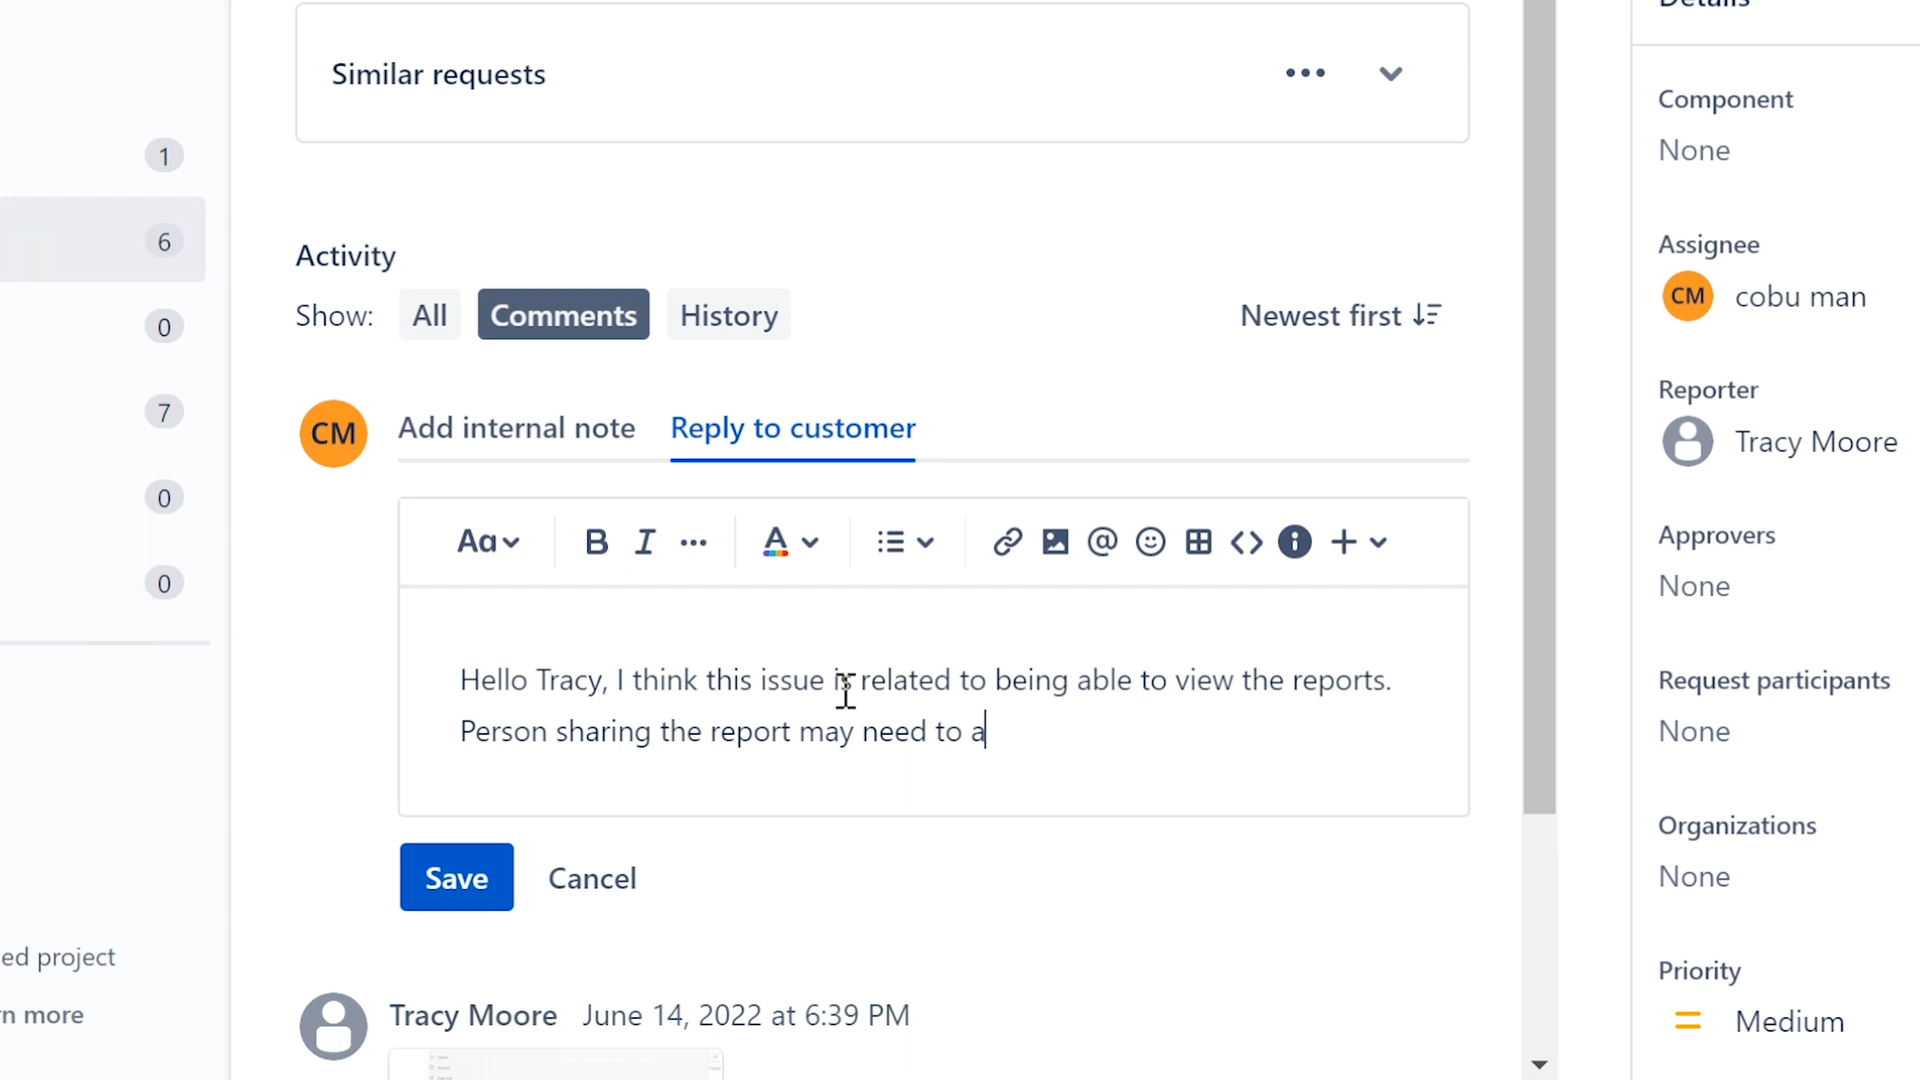 Details
Similar requests
1
6
0
7
0
0
Activity
Show: All Comments History Newest first
CM Add internal note Reply to customer
Aa B I ... A @ i +
Hello Tracy, I think this issue is related to being able to view the reports.
Person sharing the report may need to a
Save Cancel
Tracy Moore June 14, 2022 at 6:39 PM
ed project
n more
Component
None
Assignee
CM cobu man
Reporter
Tracy Moore
Approvers
None
Request participants
None
Organizations
None
Priority
Medium